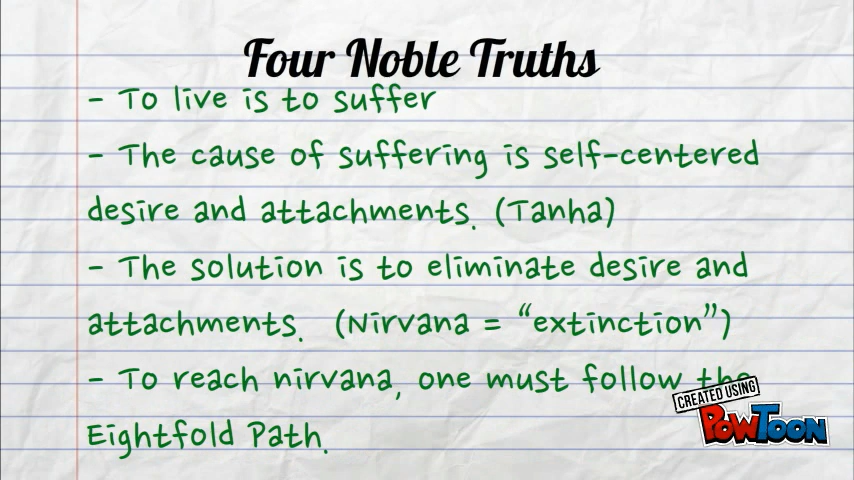 Four Noble Truths
- To live is to suffer
- The cause of suffering is self-centered
desire and attachments. (Tanha)
- The solution is to eliminate desire and
attachments. (Nirvana = "extinction")
- To reach nirvana, one must follow the
Eightfold Path.
CREATED USING
POWTOON